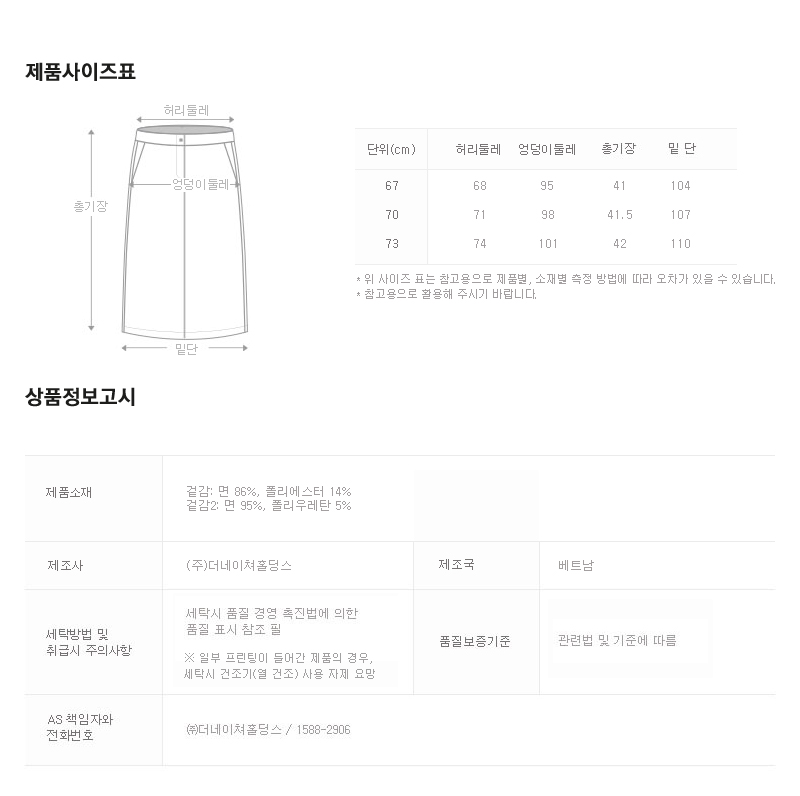 제품사이즈표
허리둘레
엉덩이둘레
총기장
밑단
단위(cm) 허리둘레 엉덩이둘레 총기장 밑 단
67 68 95 41 104
70 71 98 41.5 107
73 74 101 42 110
* 위 사이즈 표는 참고용으로 제품별, 소재별 측정 방법에 따라 오차가 있을 수 있습니다.
* 참고용으로 활용해 주시기 바랍니다.
상품정보고시
제품소재
겉감: 면 86%, 폴리에스터 14%
겉감2: 면 95%, 폴리우레탄 5%
제조사 (주)더네이쳐홀딩스 제조국 베트남
세탁방법 및
취급시 주의사항
세탁시 품질 경영 촉진법에 의한
품질 표시 참조 필
※ 일부 프린팅이 들어간 제품의 경우,
세탁시 건조기(열 건조) 사용 자제 요망
품질보증기준 관련법 및 기준에 따름
AS 책임자와
전화번호
㈜더네이쳐홀딩스 / 1588-2906